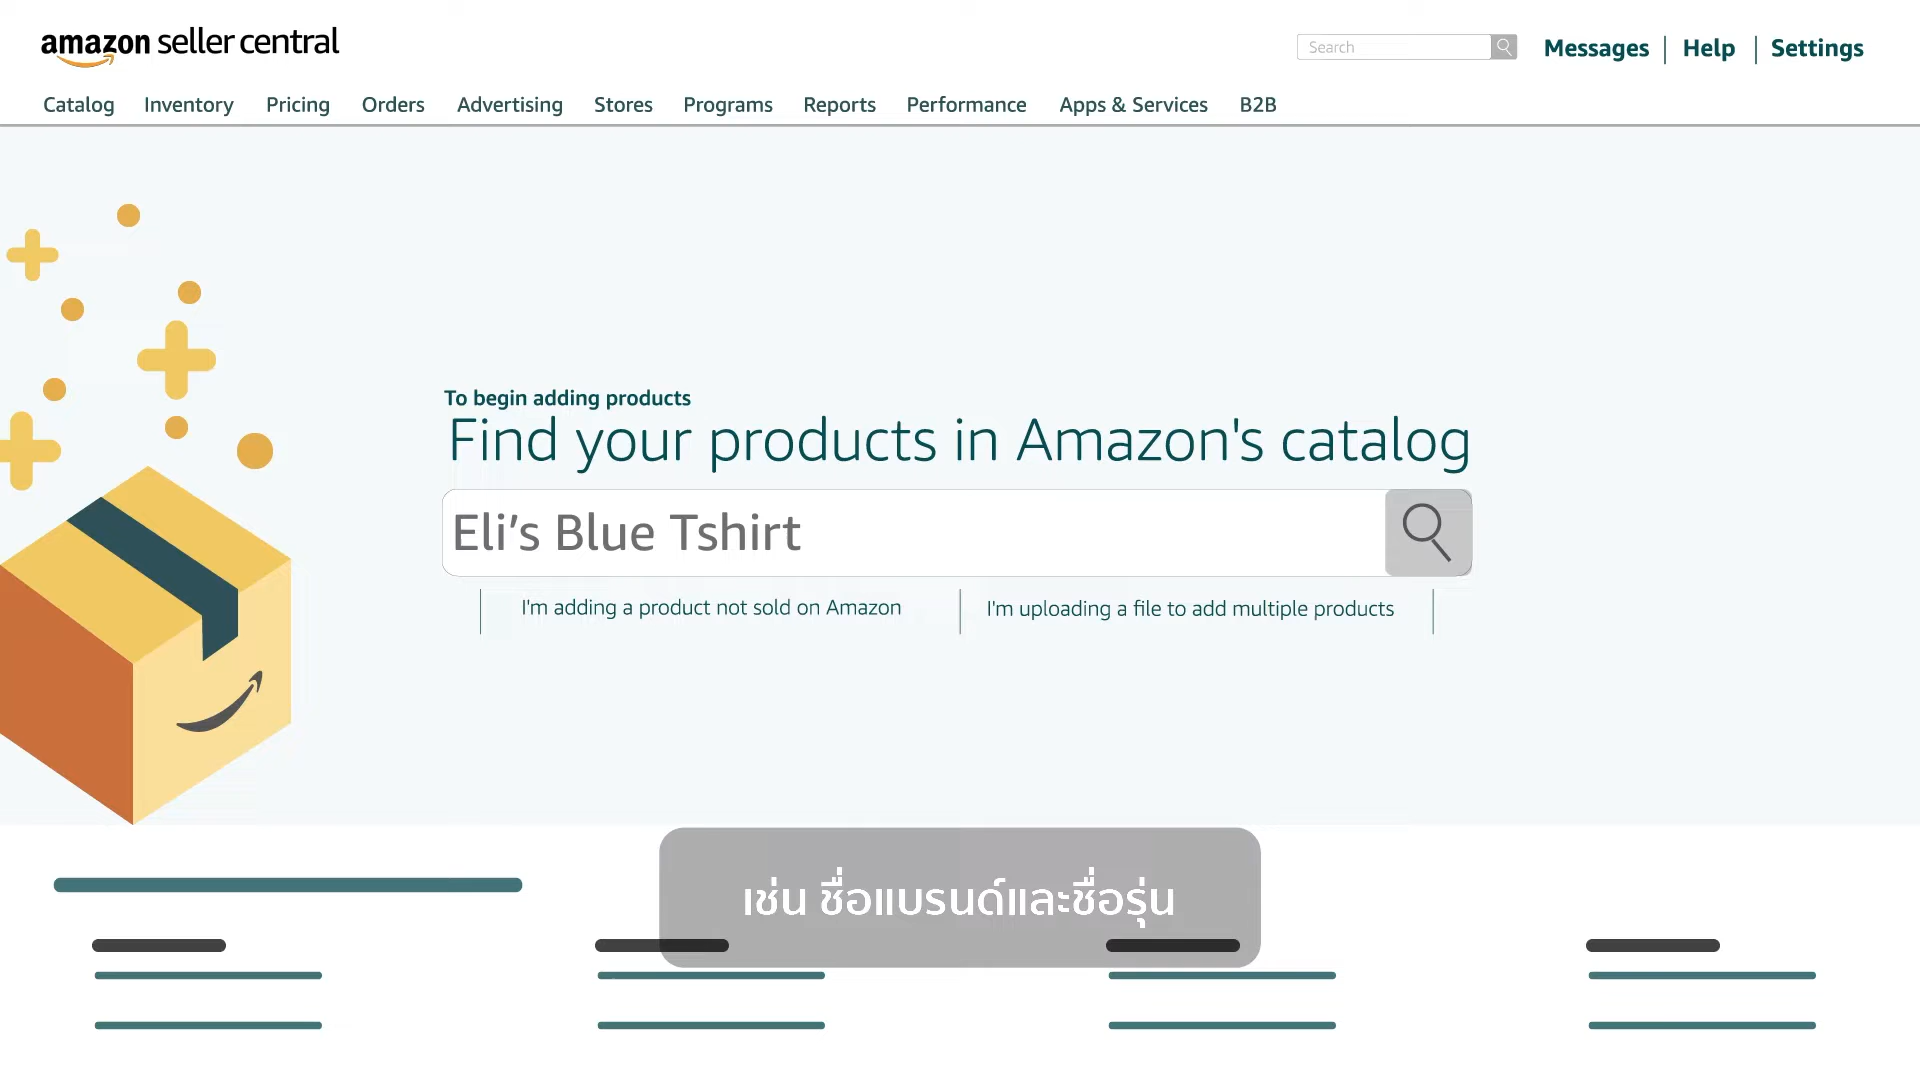 amazon seller central
Search
Messages
Help
Settings
Catalog
Inventory
Pricing
Orders
Advertising
Stores
Programs
Reports
Performance
Apps & Services
B2B
To begin adding products
Find your products in Amazon's catalog
Eli’s Blue Tshirt
I'm adding a product not sold on Amazon
I'm uploading a file to add multiple products
เช่น ชื่อแบรนด์และชื่อรุ่น